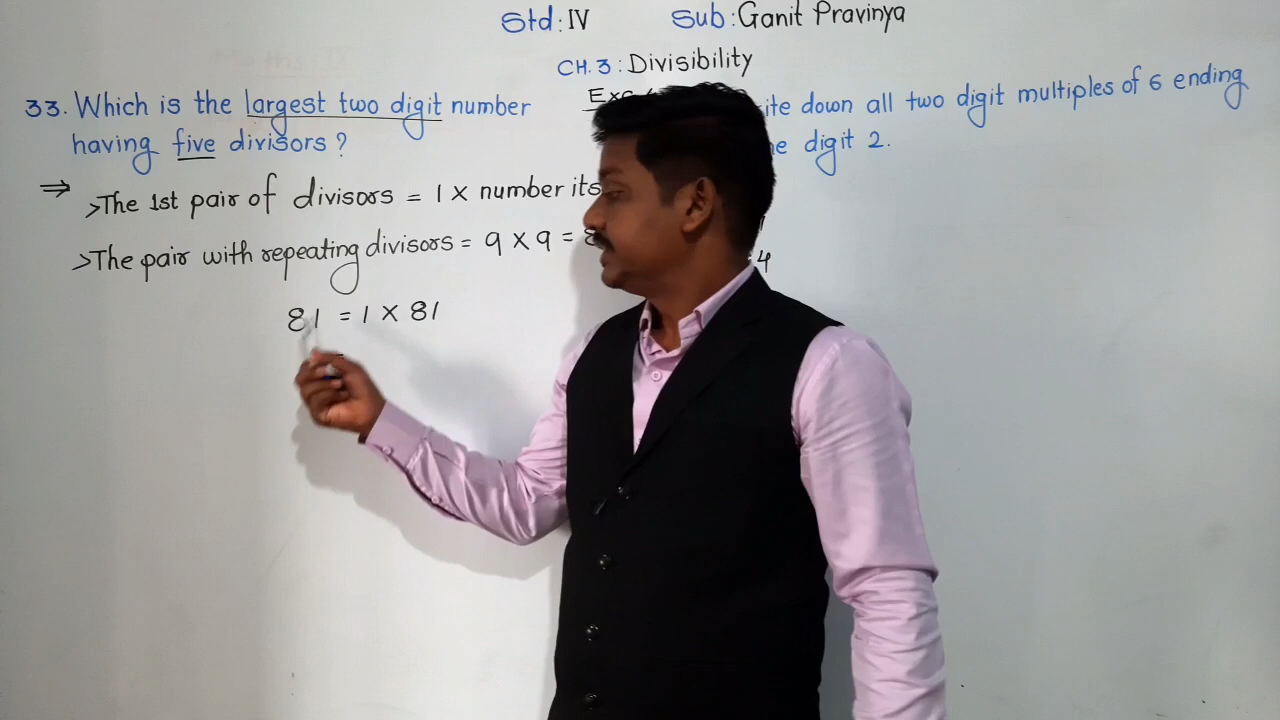 Std: IV Sub: Ganit Pravinya
CH. 3: Divisibility
33. Which is the largest two digit number
having five divisors?
⇒ >The 1st pair of divisors = 1 × number
>The pair with repeating divisors = 9 × 9 =
81 = 1 × 81
down all two digit multiples of 6 ending
digit 2.
4